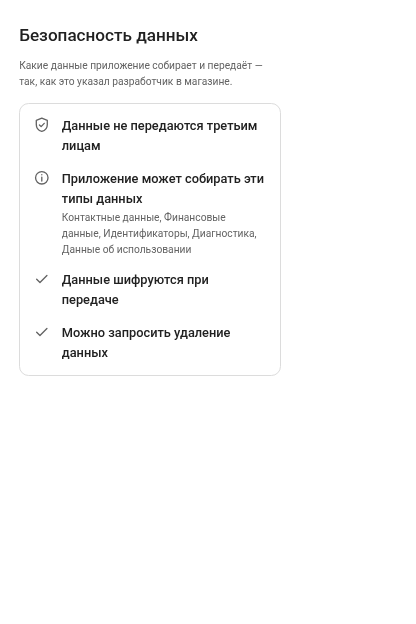 Безопасность данных
Какие данные приложение собирает и передаёт —
так, как это указал разработчик в магазине.
Данные не передаются третьим
лицам
Приложение может собирать эти
типы данных
Контактные данные, Финансовые
данные, Идентификаторы, Диагностика,
Данные об использовании
Данные шифруются при
передаче
Можно запросить удаление
данных